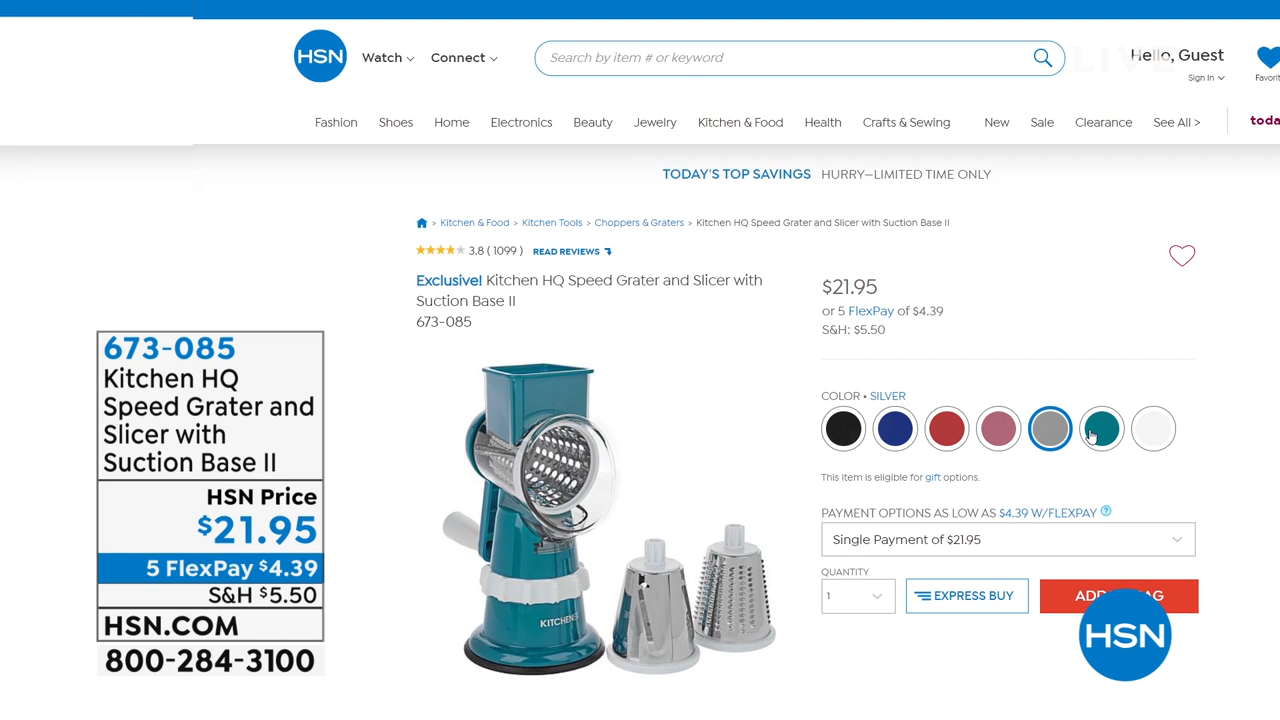 HSN
Watch
Connect
Search by item # or keyword
LIVE
Hello, Guest
Sign In
Favorit
Fashion
Shoes
Home
Electronics
Beauty
Jewelry
Kitchen & Food
Health
Crafts & Sewing
New
Sale
Clearance
See All >
toda
TODAY'S TOP SAVINGS HURRY—LIMITED TIME ONLY
> Kitchen & Food > Kitchen Tools > Choppers & Graters > Kitchen HQ Speed Grater and Slicer with Suction Base II
3.8 ( 1099 ) READ REVIEWS
Exclusive! Kitchen HQ Speed Grater and Slicer with
Suction Base II
673-085
$21.95
or 5 FlexPay of $4.39
S&H: $5.50
COLOR • SILVER
This item is eligible for gift options.
PAYMENT OPTIONS AS LOW AS $4.39 W/FLEXPAY ?
Single Payment of $21.95
QUANTITY
1
EXPRESS BUY
ADD AG
HSN
KITCHEN
673-085
Kitchen HQ
Speed Grater and
Slicer with
Suction Base II
HSN Price
$21.95
5 FlexPay $4.39
S&H $5.50
HSN.COM
800-284-3100